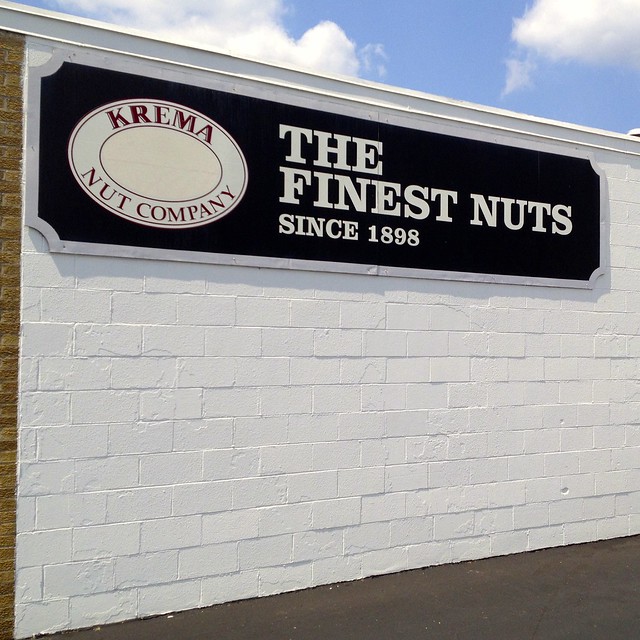 KREMA
NUT COMPANY
THE
FINEST NUTS
SINCE 1898